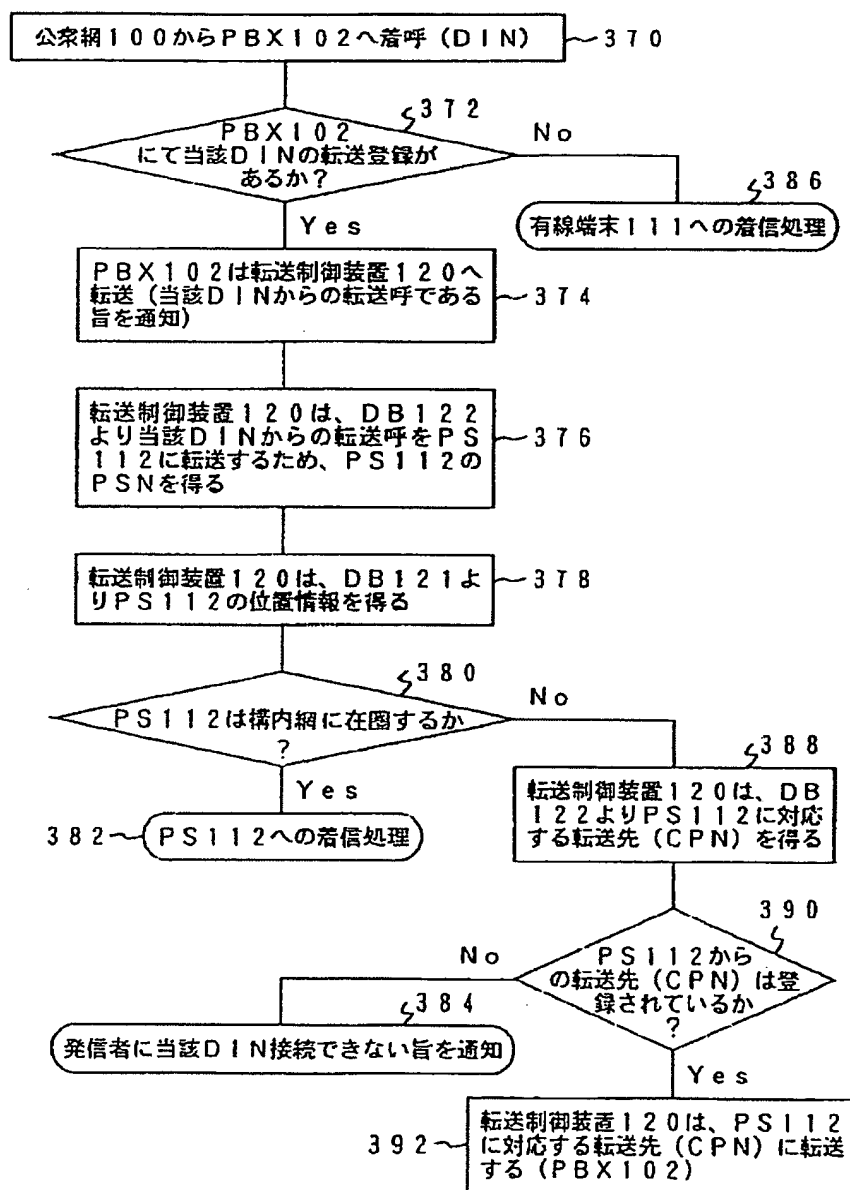 公衆網100からPBX102へ着呼(DIN)
370
372
PBX102
にて当該DINの転送登録が
あるか?
No
386
有線端末111への着信処理
Yes
PBX102は転送制御装置120へ
転送(当該DINからの転送呼である
旨を通知)
374
転送制御装置120は、DB122
より当該DINからの転送呼をPS
112に転送するため、PS112の
PSNを得る
376
転送制御装置120は、DB121よ
りPS112の位置情報を得る
378
380
PS112は構内網に在圏するか
?
No
Yes
382
PS112への着信処理
388
転送制御装置120は、DB
122よりPS112に対応
する転送先(CPN)を得る
390
PS112から
の転送先(CPN)は登
録されているか
?
No
384
発信者に当該DIN接続できない旨を通知
Yes
392
転送制御装置120は、PS112
に対応する転送先(CPN)に転送
する(PBX102)